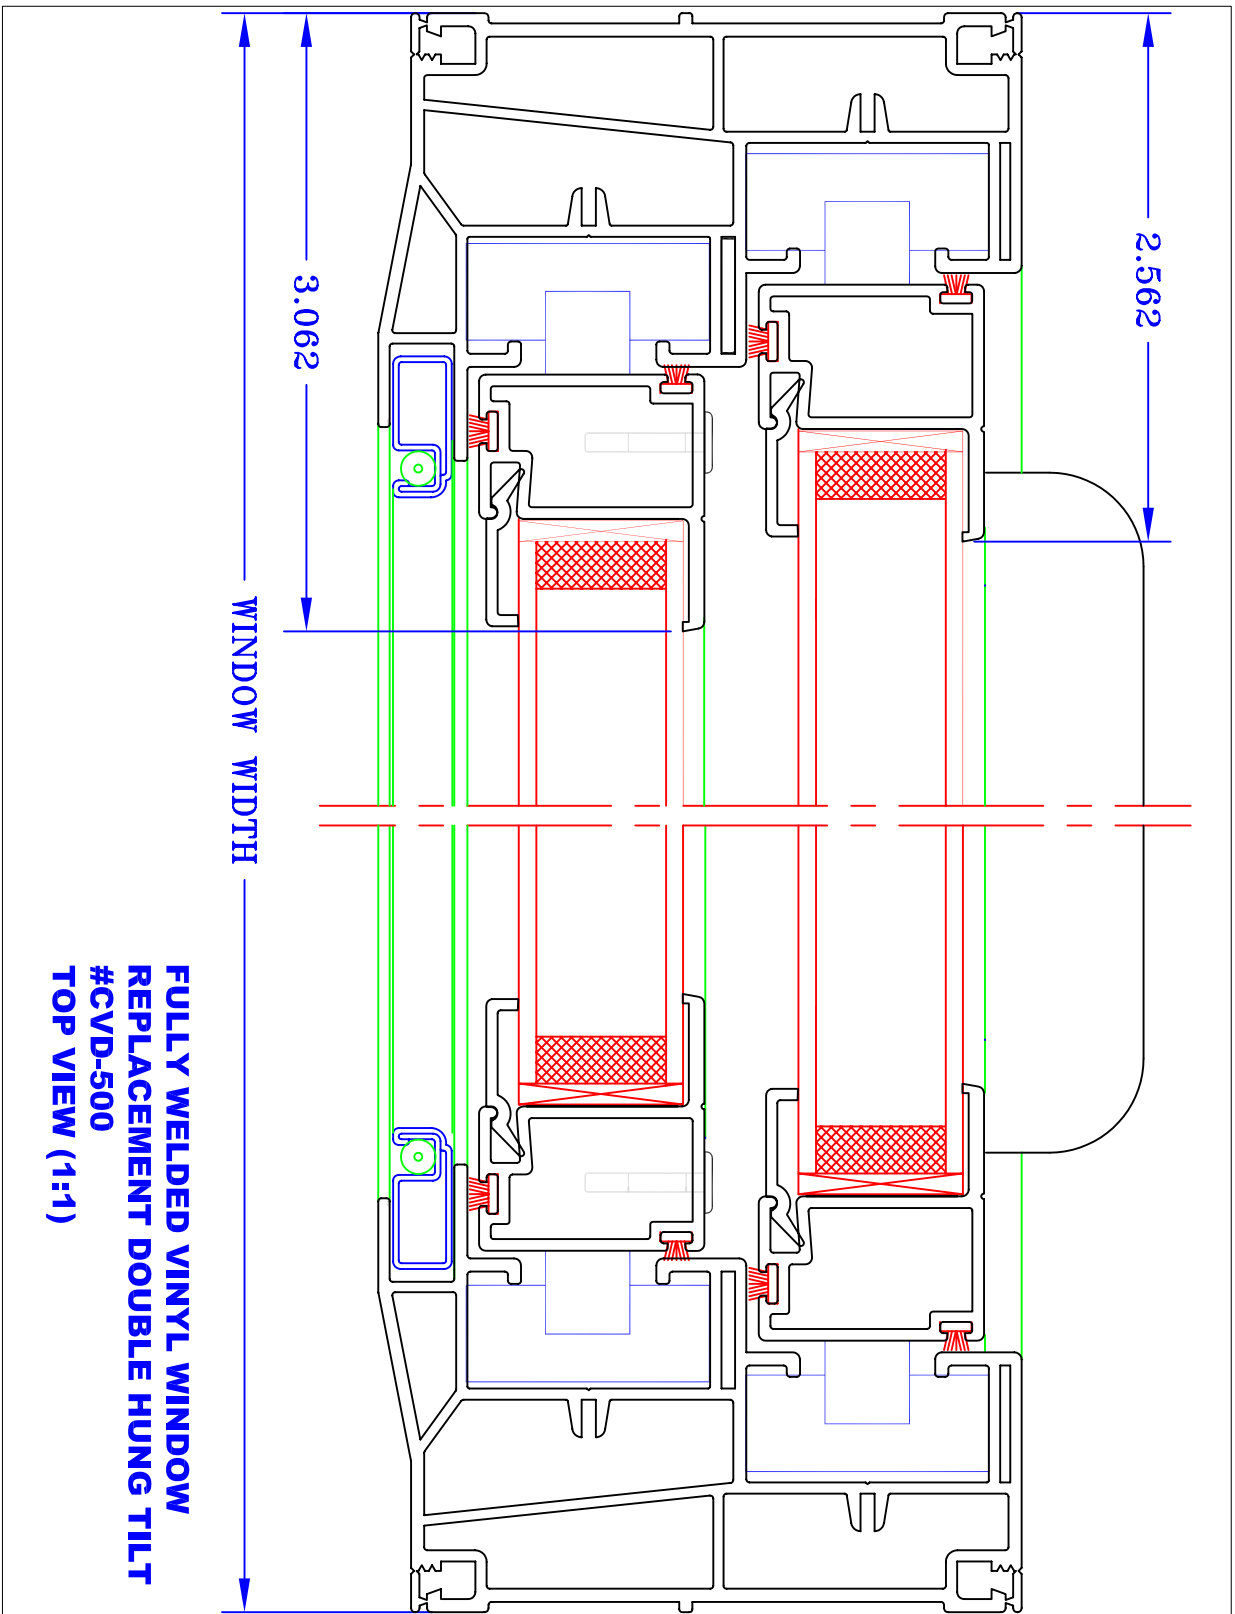 2.562
3.062
WINDOW WIDTH
FULLY WELDED VINYL WINDOW
REPLACEMENT DOUBLE HUNG TILT
#CVD-500
TOP VIEW (1:1)